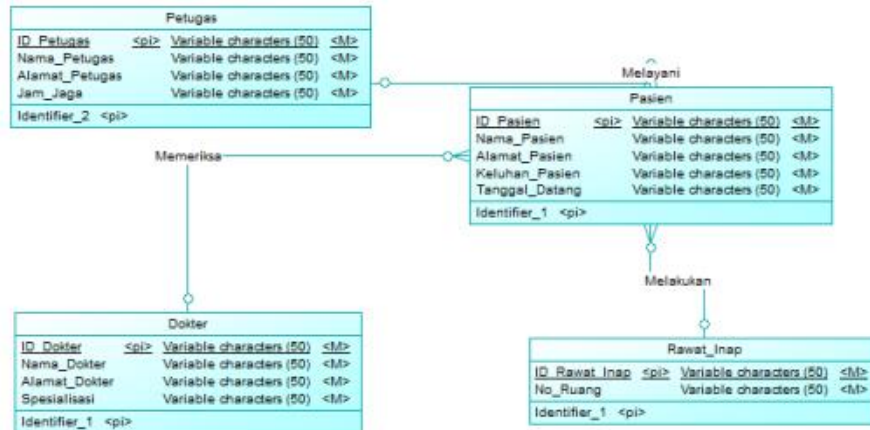 Petugas
ID_Petugas <pi> Variable characters (50) <M>
Nama_Petugas Variable characters (50) <M>
Alamat_Petugas Variable characters (50) <M>
Jam_Jaga Variable characters (50) <M>
Identifier_2 <pi>
Melayani
Pasien
ID_Pasien <pi> Variable characters (50) <M>
Nama_Pasien Variable characters (50) <M>
Alamat_Pasien Variable characters (50) <M>
Keluhan_Pasien Variable characters (50) <M>
Tanggal_Datang Variable characters (50) <M>
Identifier_1 <pi>
Memeriksa
Melakukan
Dokter
ID_Dokter <pi> Variable characters (50) <M>
Nama_Dokter Variable characters (50) <M>
Alamat_Dokter Variable characters (50) <M>
Spesialisasi Variable characters (50) <M>
Identifier_1 <pi>
Rawat_Inap
ID_Rawat_Inap <pi> Variable characters (50) <M>
No_Ruang Variable characters (50) <M>
Identifier_1 <pi>